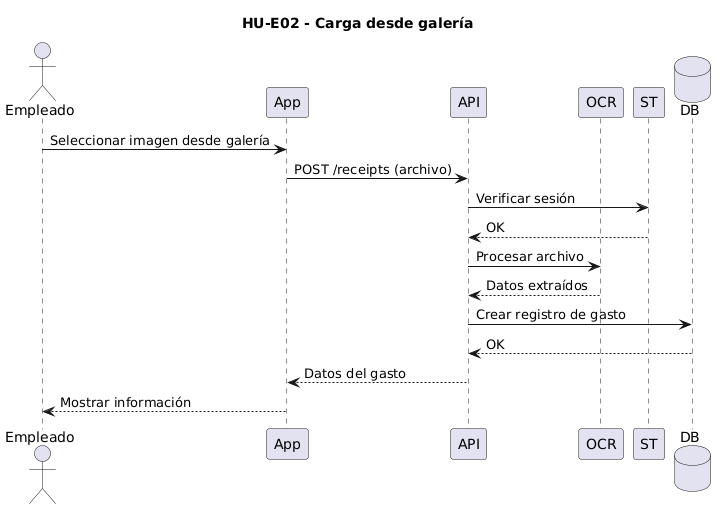 HU-E02 - Carga desde galería
Empleado
App
API
OCR
ST
DB
Seleccionar imagen desde galería
POST /receipts (archivo)
Verificar sesión
OK
Procesar archivo
Datos extraídos
Crear registro de gasto
OK
Datos del gasto
Mostrar información
Empleado
App
API
OCR
ST
DB